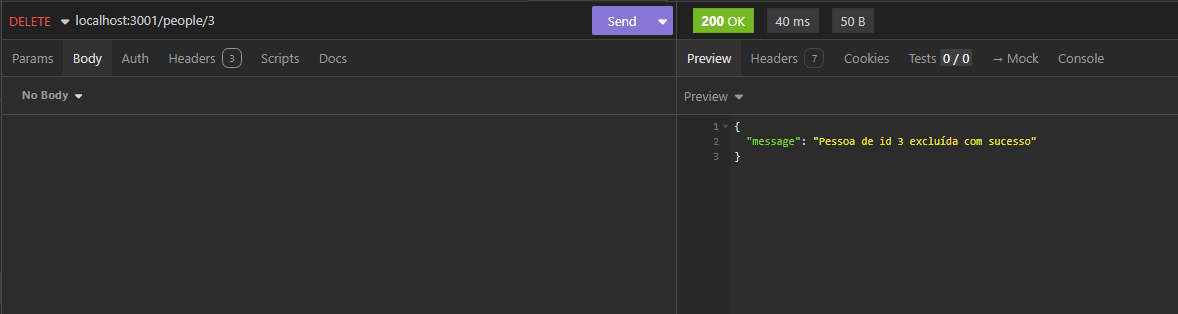 DELETE localhost:3001/people/3 Send 200 OK 40 ms 50 B
Params Body Auth Headers 3 Scripts Docs Preview Headers 7 Cookies Tests 0 / 0 → Mock Console
No Body Preview
1 {
2 "message": "Pessoa de id 3 excluída com sucesso"
3 }